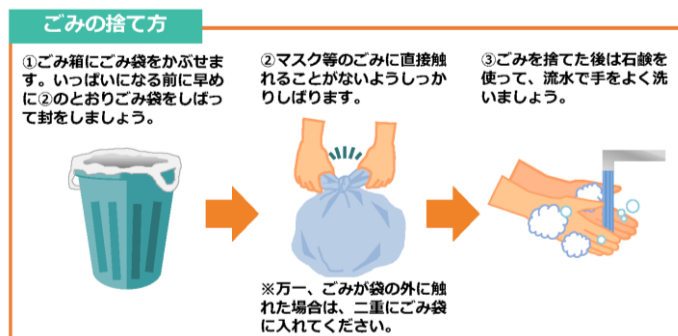 ごみの捨て方
①ごみ箱にごみ袋をかぶせま
す。いっぱいになる前に早め
に②のとおりごみ袋をしばっ
て封をしましょう。
②マスク等のごみに直接触
れることがないようしっか
りしばります。
※万一、ごみが袋の外に触
れた場合は、二重にごみ袋
に入れてください。
③ごみを捨てた後は石鹸を
使って、流水で手をよく洗
いましょう。